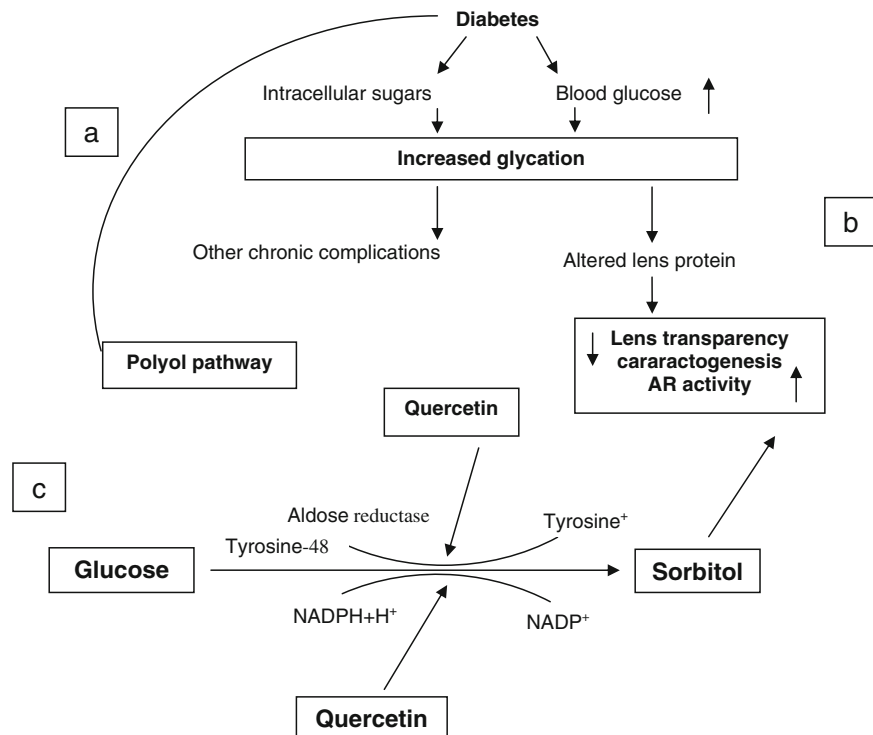 Diabetes
Intracellular sugars
Blood glucose
a
Increased glycation
b
Other chronic complications
Altered lens protein
Polyol pathway
Lens transparency
cararactogenesis
AR activity
Quercetin
c
Aldose reductase
Tyrosine⁺
Tyrosine-48
Glucose
Sorbitol
NADPH+H⁺
NADP⁺
Quercetin